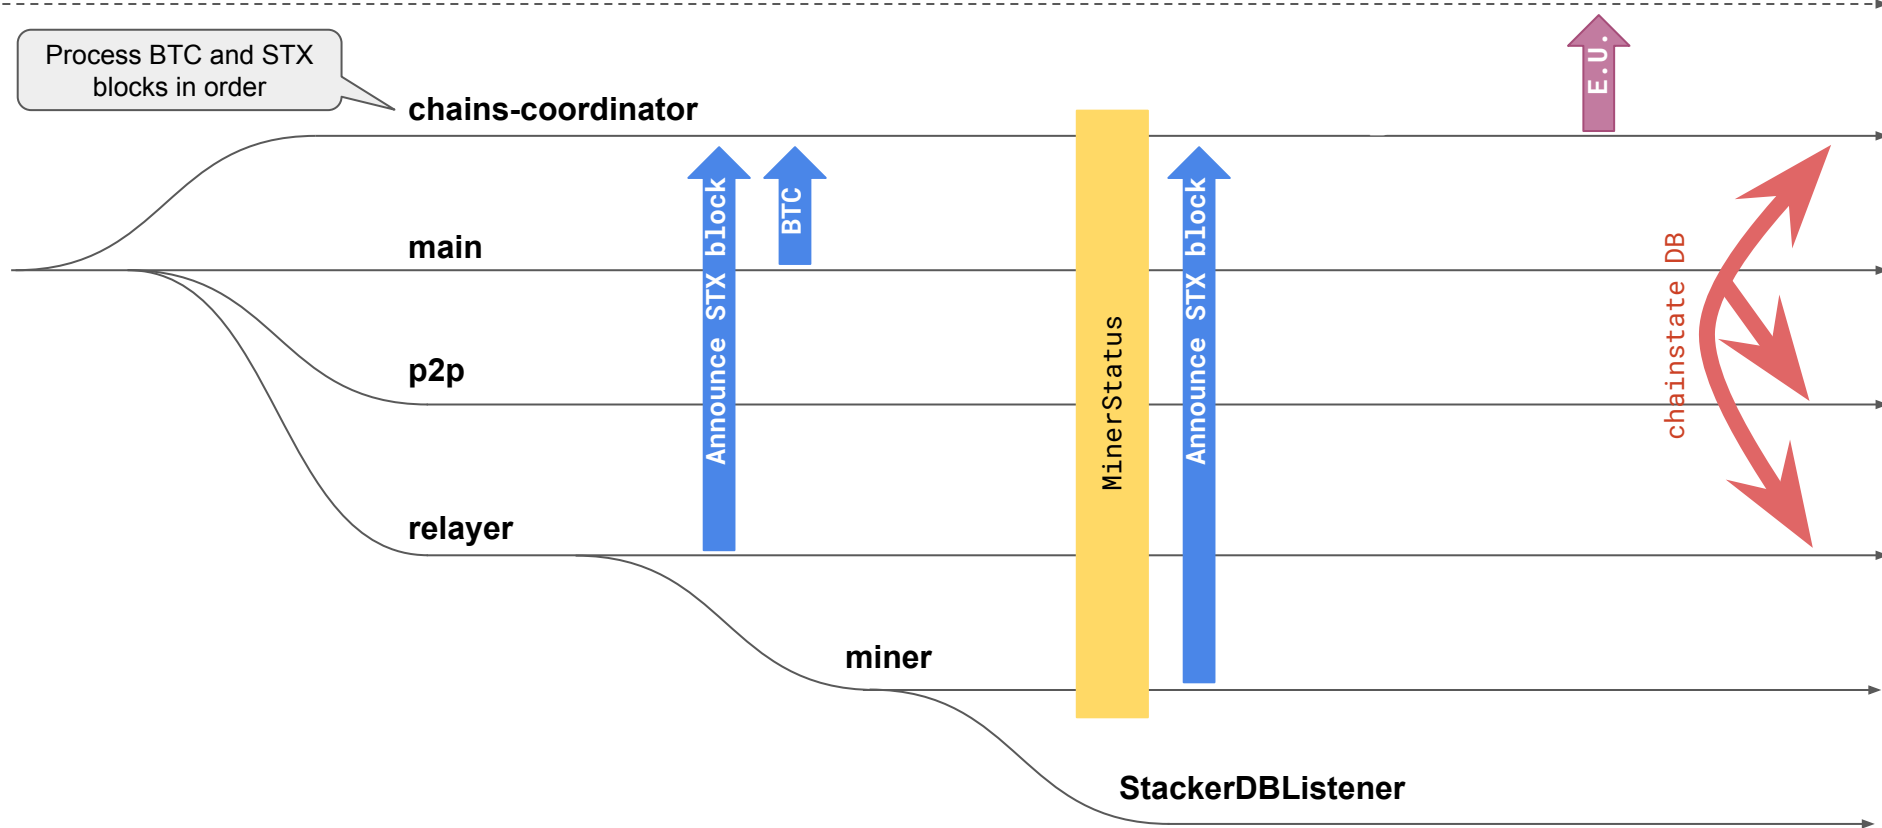 Process BTC and STX
blocks in order
chains-coordinator
E.U.
Announce STX block
BTC
main
MinerStatus
Announce STX block
chainstate DB
p2p
relayer
miner
StackerDBListener